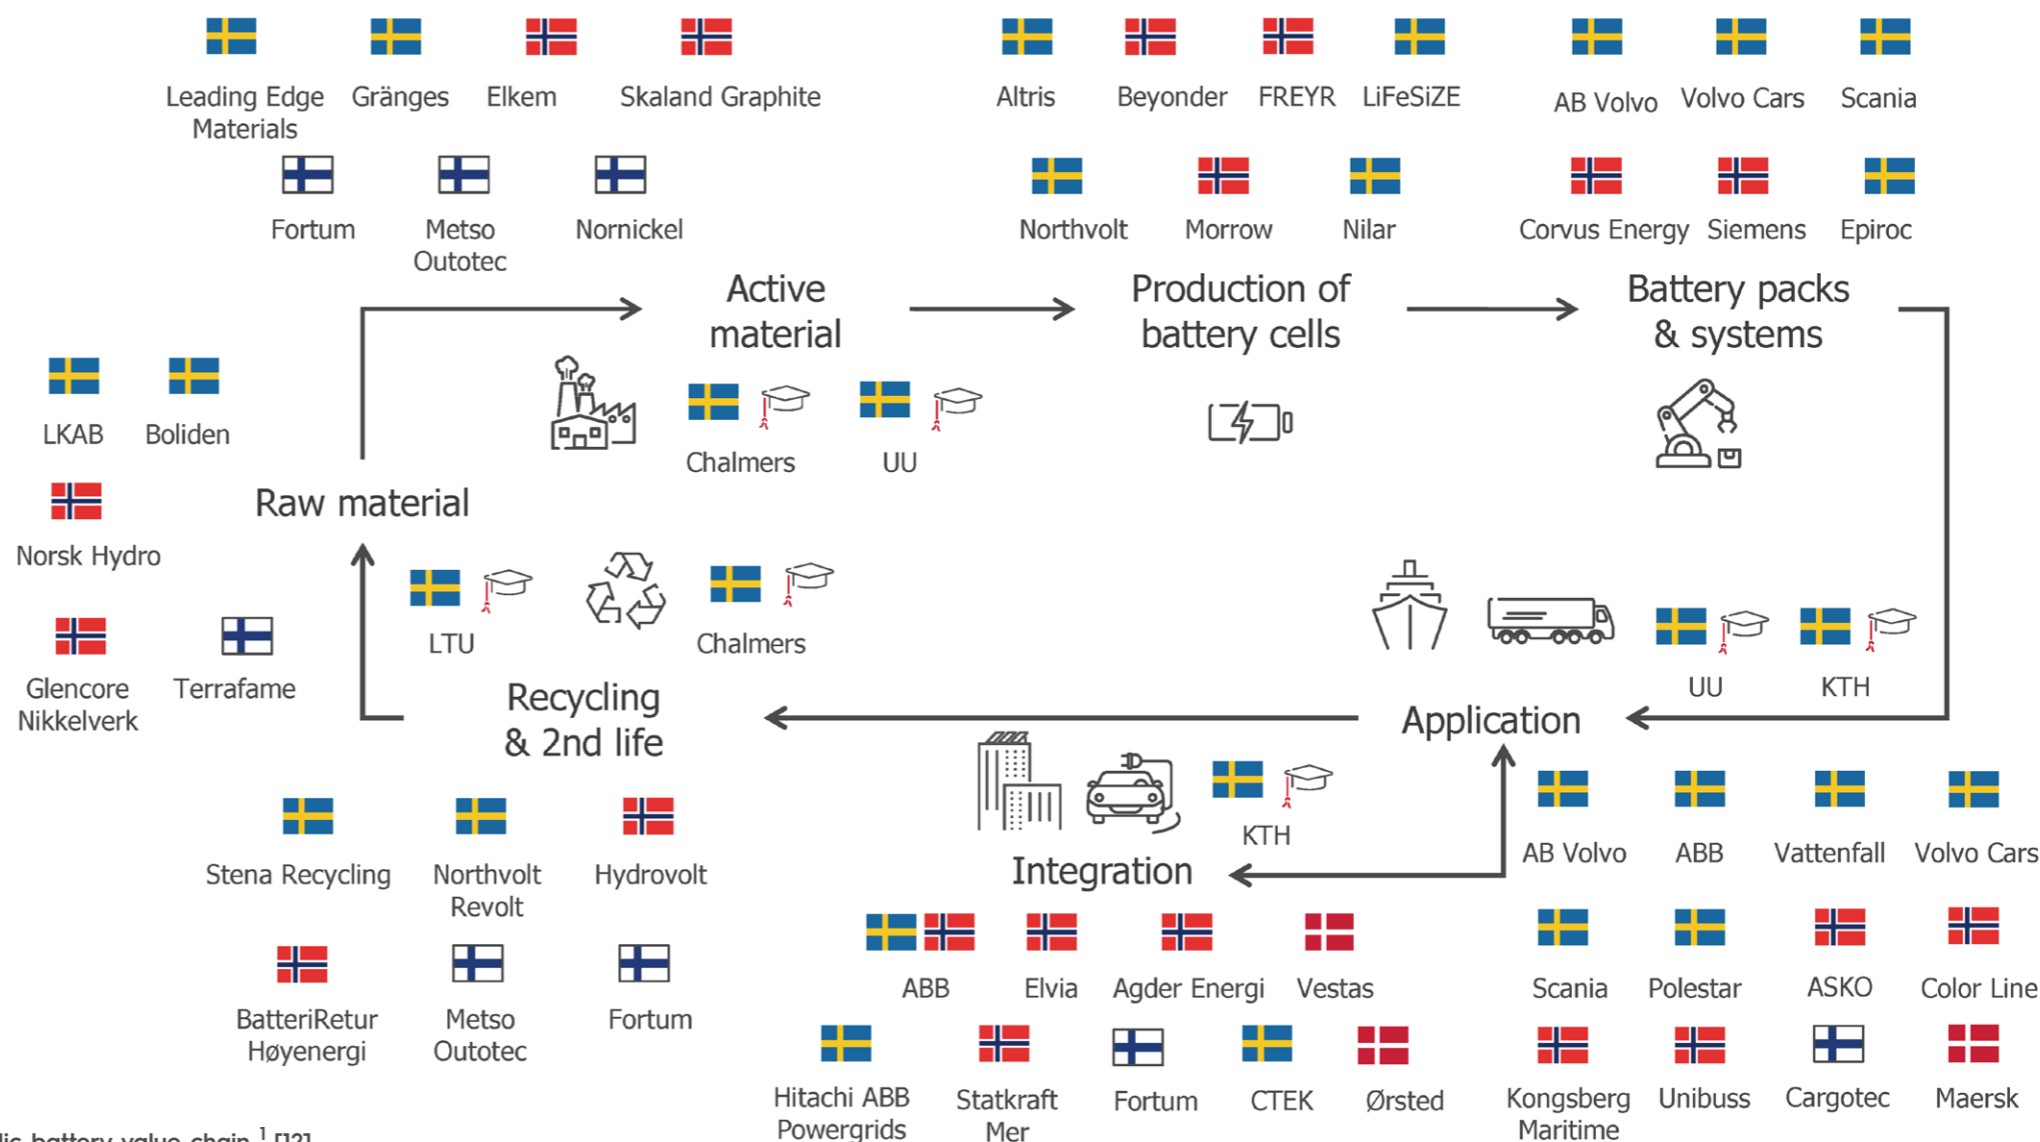 Leading Edge
Materials
Gränges
Elkem
Skaland Graphite
Altris
Beyonder
FREYR
LiFeSiZE
AB Volvo
Volvo Cars
Scania
Fortum
Metso
Outotec
Nornickel
Northvolt
Morrow
Nilar
Corvus Energy
Siemens
Epiroc
Active
material
Production of
battery cells
Battery packs
& systems
LKAB
Boliden
Chalmers
UU
Raw material
Norsk Hydro
LTU
Chalmers
Glencore
Nikkelverk
Terrafame
UU
KTH
Recycling
& 2nd life
Application
KTH
Integration
Stena Recycling
Northvolt
Revolt
Hydrovolt
AB Volvo
ABB
Vattenfall
Volvo Cars
BatteriRetur
Høyenergi
Metso
Outotec
Fortum
ABB
Elvia
Agder Energi
Vestas
Scania
Polestar
ASKO
Color Line
Hitachi ABB
Powergrids
Statkraft
Mer
Fortum
CTEK
Ørsted
Kongsberg
Maritime
Unibuss
Cargotec
Maersk
battery value chain.¹ [12]